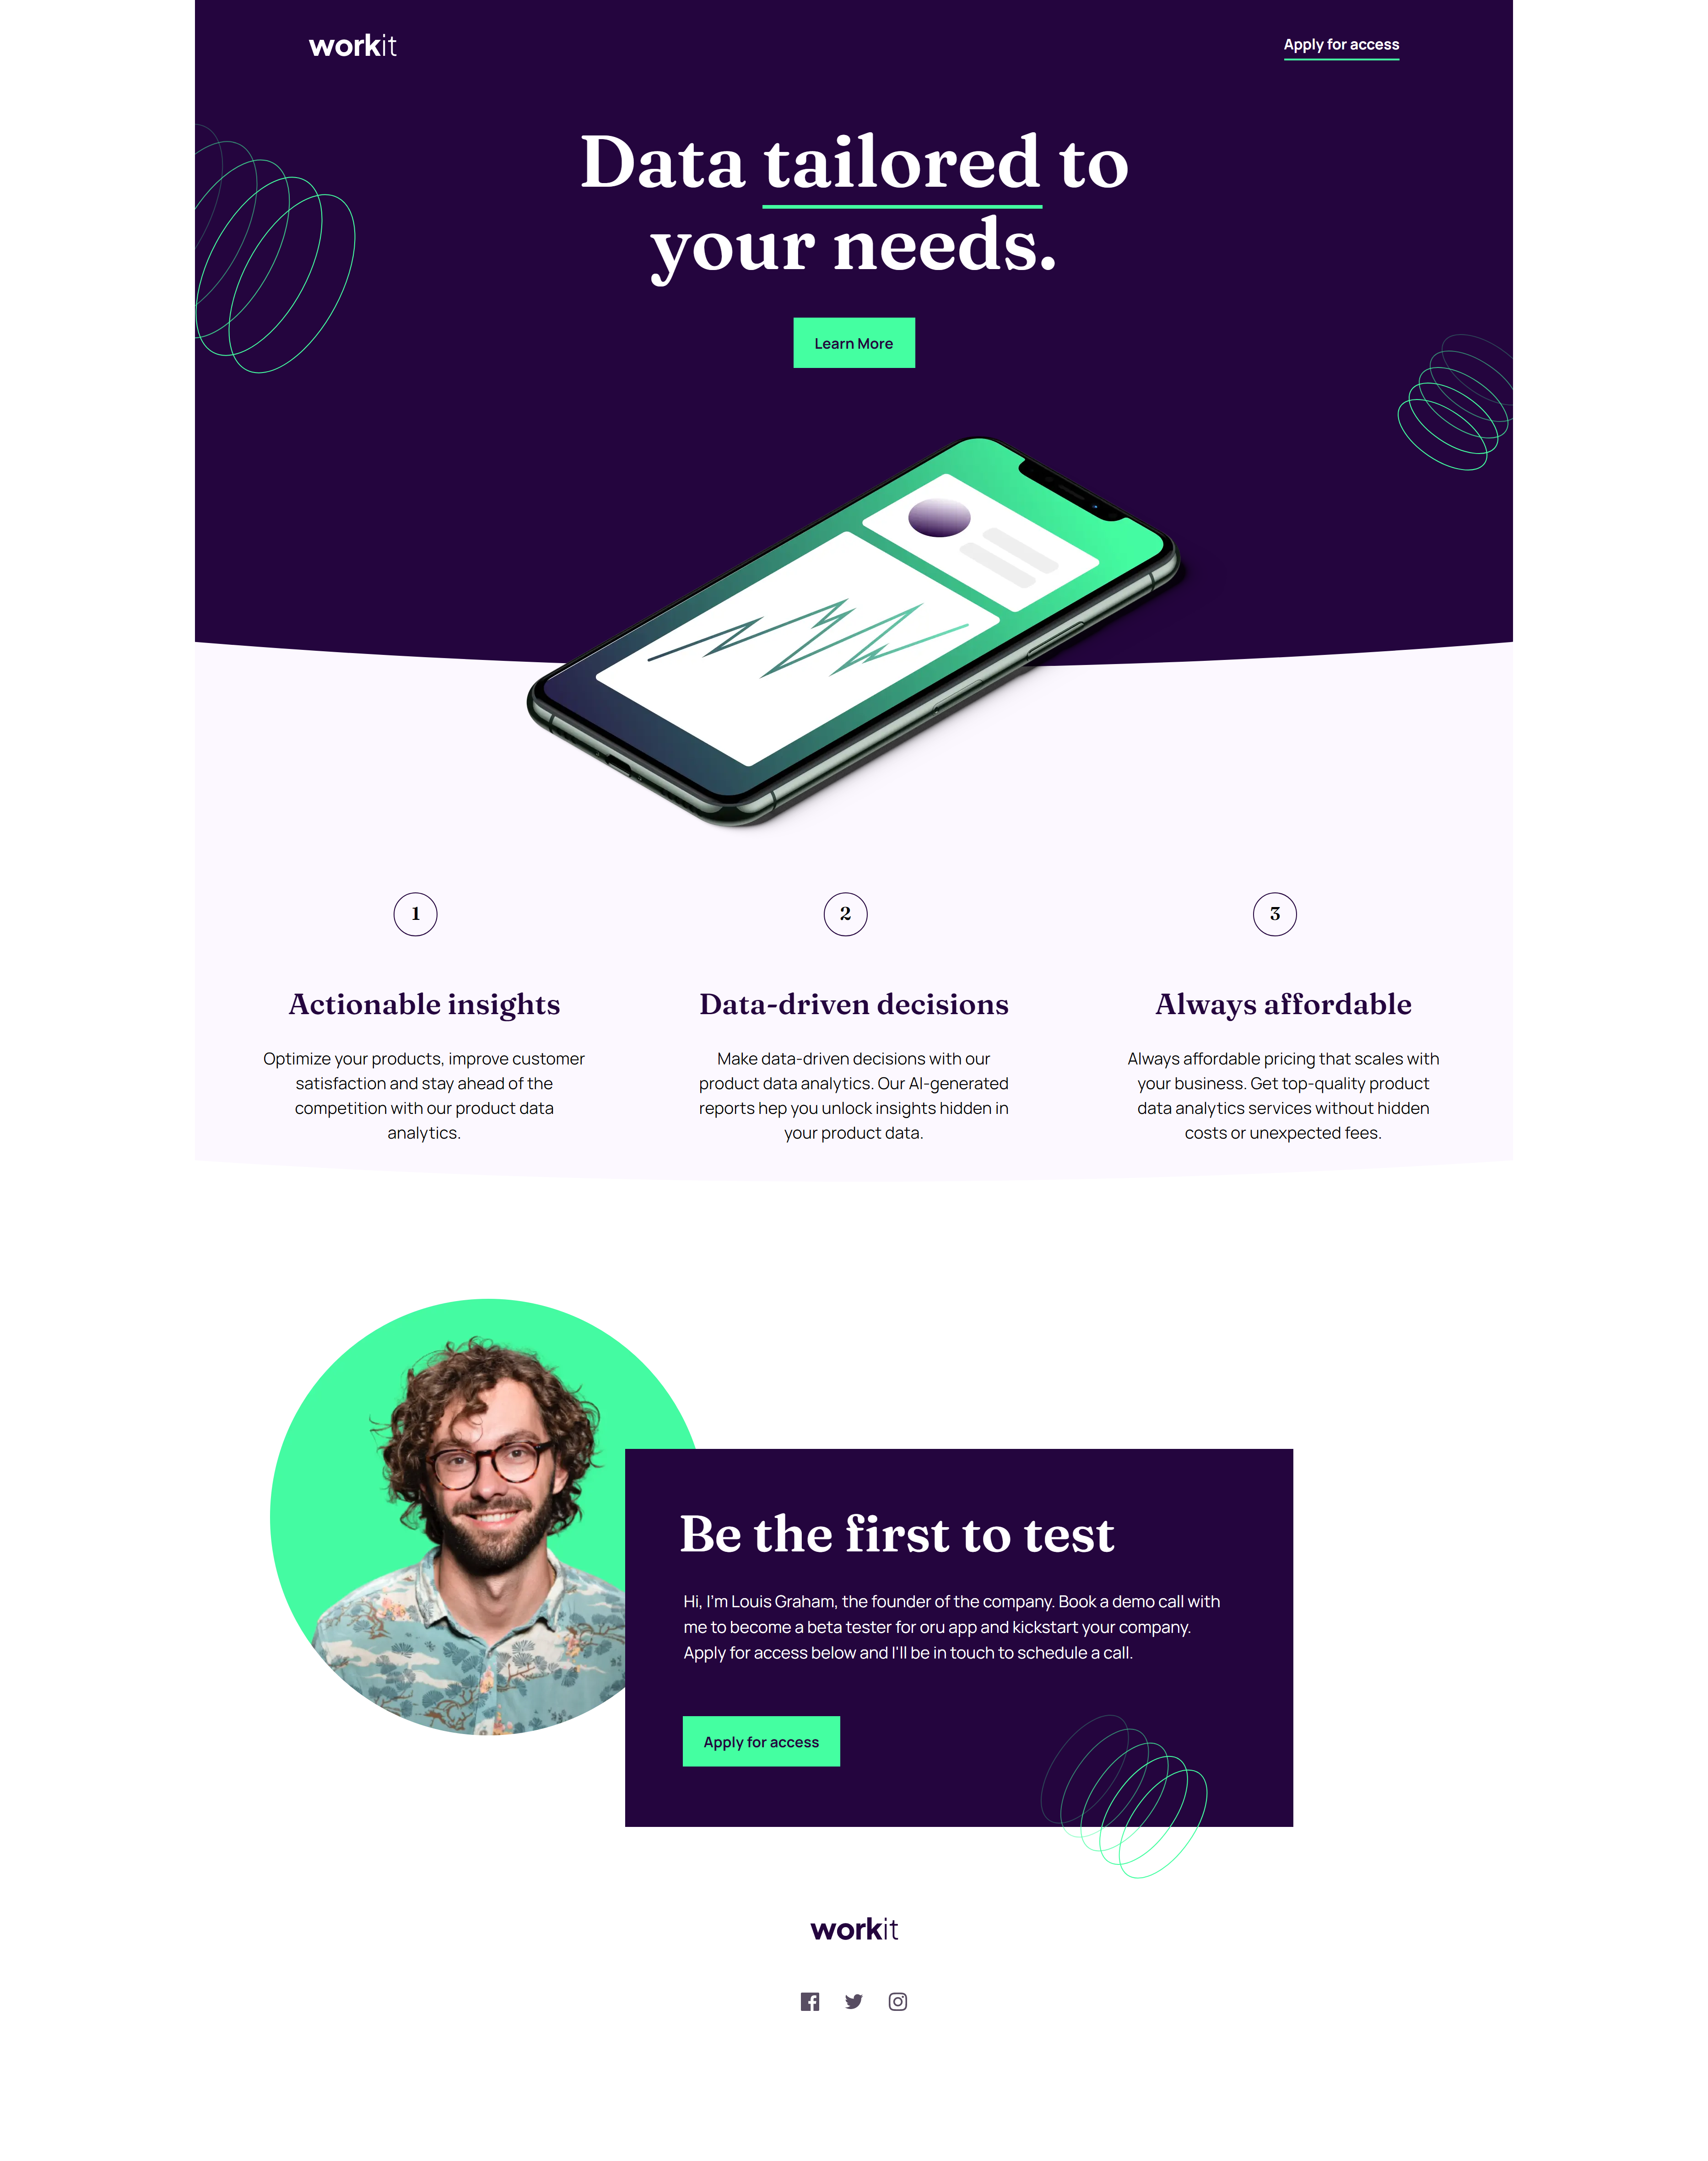 workit
Apply for access
Data tailored to
your needs.
Learn More
1
Actionable insights
Optimize your products, improve customer
satisfaction and stay ahead of the
competition with our product data
analytics.
2
Data-driven decisions
Make data-driven decisions with our
product data analytics. Our AI-generated
reports hep you unlock insights hidden in
your product data.
3
Always affordable
Always affordable pricing that scales with
your business. Get top-quality product
data analytics services without hidden
costs or unexpected fees.
Be the first to test
Hi, I'm Louis Graham, the founder of the company. Book a demo call with
me to become a beta tester for oru app and kickstart your company.
Apply for access below and I'll be in touch to schedule a call.
Apply for access
workit